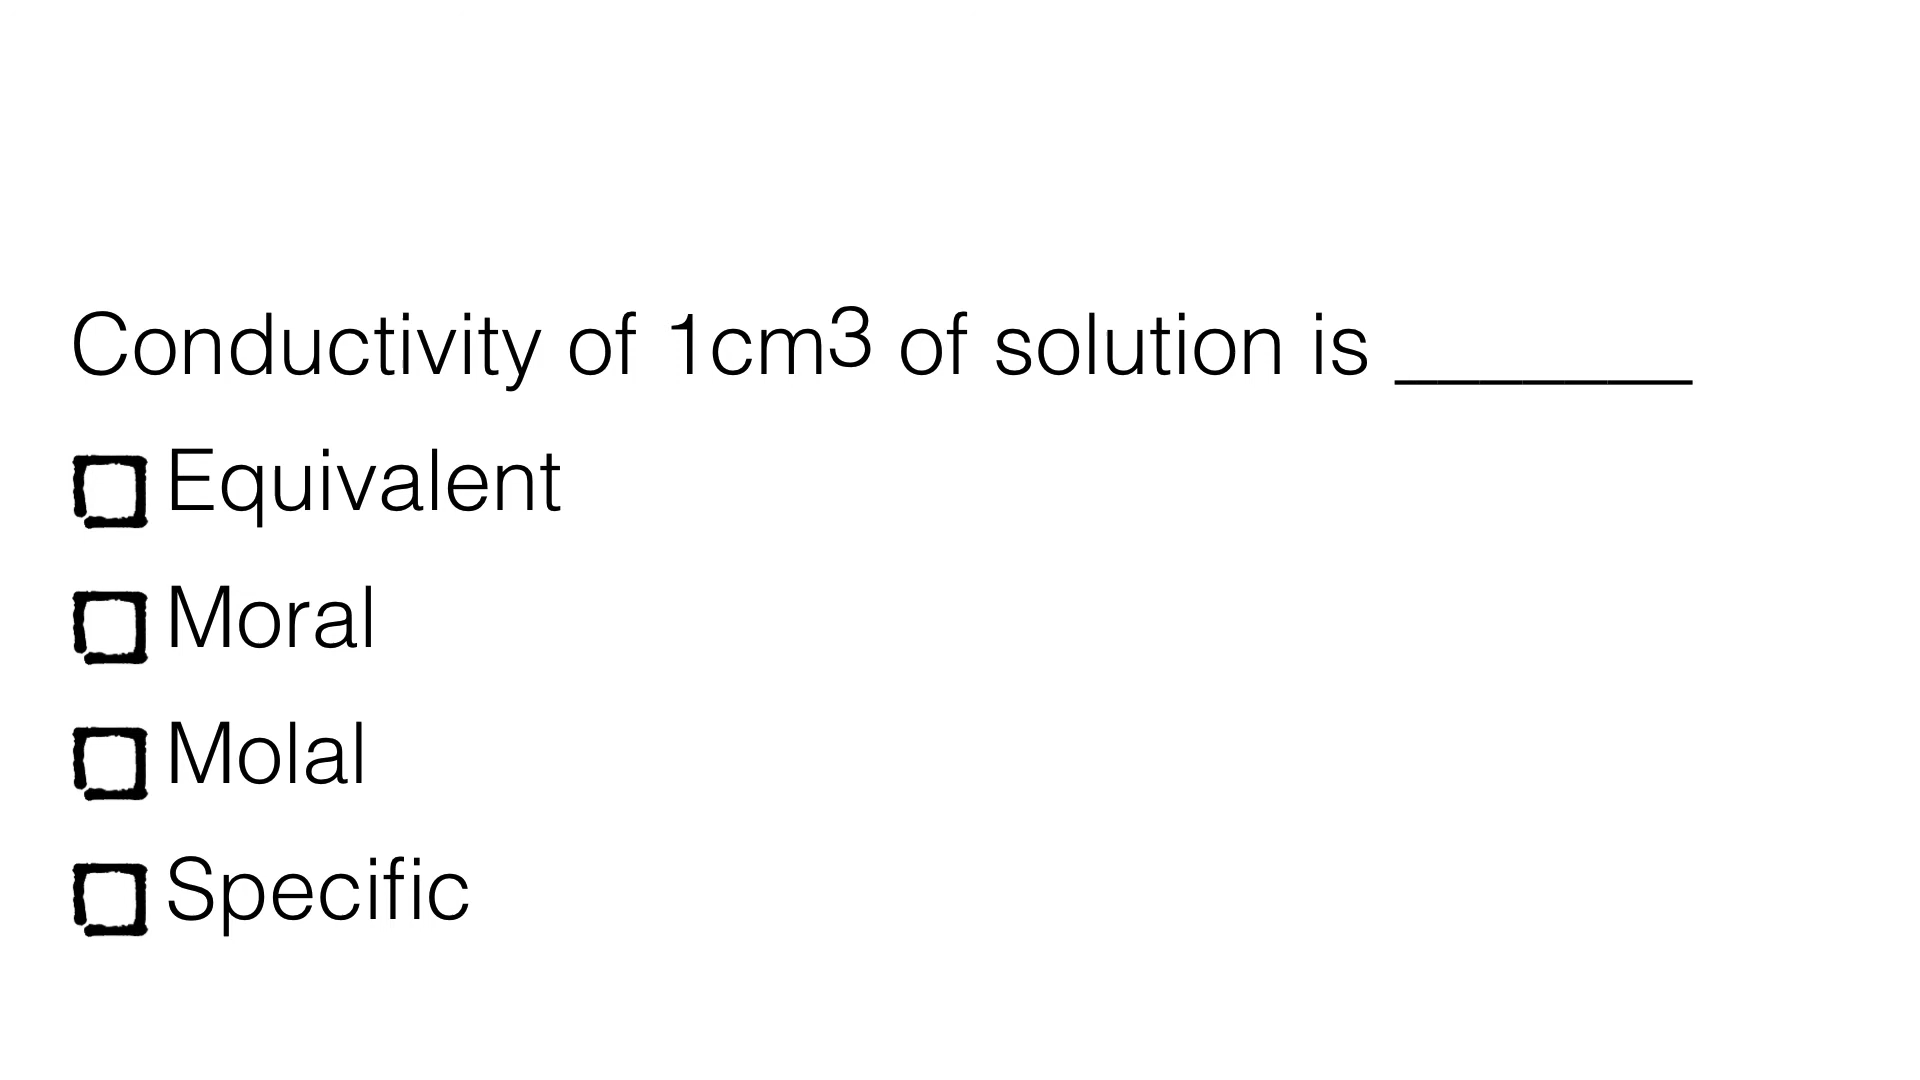 Conductivity of 1cm3 of solution is _______
Equivalent
Moral
Molal
Specific